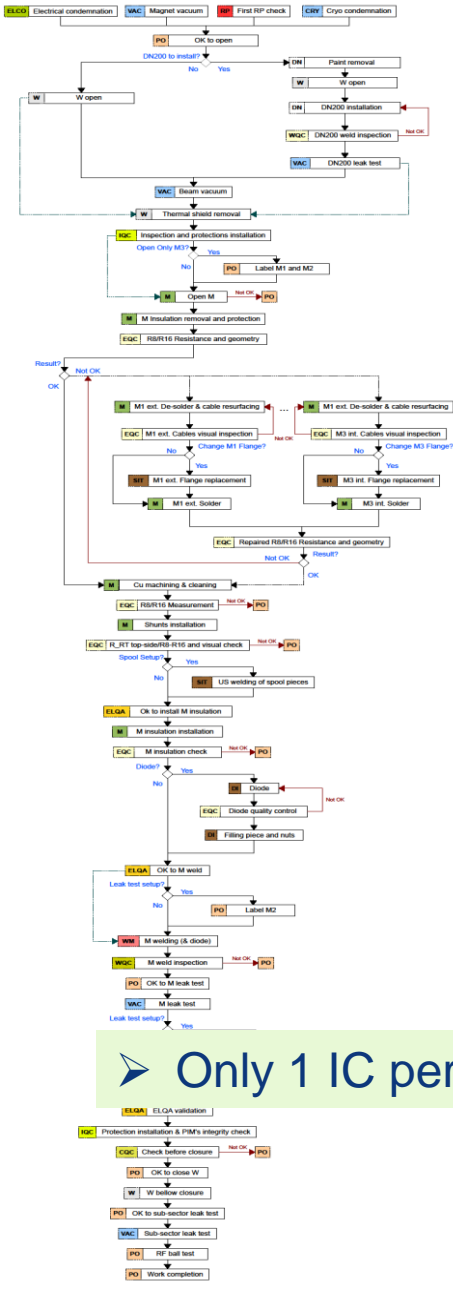 ELCO Electrical condemnation VAC Magnet vacuum RP First RP check CRY Cryo condemnation
PO OK to open
DN200 to install?
No Yes
DN Paint removal
W W open
W W open
DN DN200 installation
Not OK
WQC DN200 weld inspection
VAC DN200 leak test
VAC Beam vacuum
W Thermal shield removal
IQC Inspection and protections installation
Open Only M3?
Yes
No
PO Label M1 and M2
M Open M Not OK PO
M M Insulation removal and protection
EQC R8/R16 Resistance and geometry
Result?
Not OK
OK
M M1 ext. De-solder & cable resurfacing ... M M1 ext. De-solder & cable resurfacing
EQC M1 ext. Cables visual inspection Not OK EQC M3 int. Cables visual inspection
No Change M1 Flange? No Change M3 Flange?
Yes Yes
SIT M1 ext. Flange replacement SIT M3 int. Flange replacement
M M1 ext. Solder M M3 int. Solder
EQC Repaired R8/R16 Resistance and geometry
Result?
Not OK
OK
M Cu machining & cleaning
EQC R8/R16 Measurement Not OK PO
M Shunts installation
EQC R_RT top-side/R8-R16 and visual check Not OK PO
Spool Setup?
Yes
No
SIT US welding of spool pieces
ELQA Ok to install M insulation
M M insulation installation
EQC M insulation check Not OK PO
Diode?
Yes
No
DI Diode
Not OK
EQC Diode quality control
DI Filling piece and nuts
ELQA OK to M weld
Leak test setup?
Yes
No
PO Label M2
WM M welding (& diode)
WQC M weld inspection Not OK PO
PO OK to M leak test
VAC M leak test
Leak test setup?
Yes
➢ Only 1 IC per
ELQA ELQA validation
IQC Protection installation & PIM's integrity check
CQC Check before closure Not OK PO
PO OK to close W
W W bellow closure
PO OK to sub-sector leak test
VAC Sub-sector leak test
PO RF ball test
PO Work completion